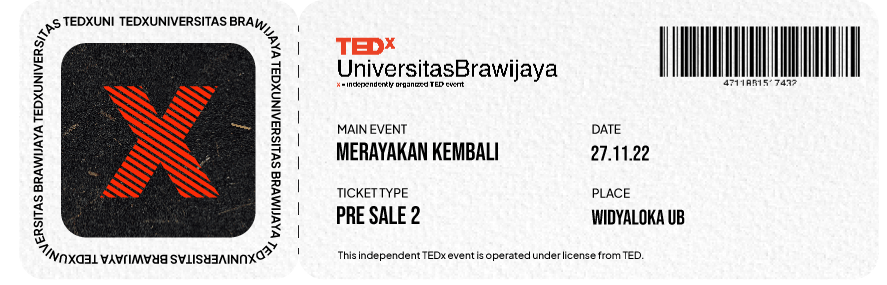 TEDXUNI TEDXUNIVERSITAS BRAWIJAYA TEDXUNIVERSITAS BRAWIJAYA TEDXUNIVERSITAS BRAWIJAYA TEDXUNIVERSITAS BRAWIJAYA TEDXUNIVERSITAS
X
TEDx
UniversitasBrawijaya
x = independently organized TED event
MAIN EVENT
MERAYAKAN KEMBALI
DATE
27.11.22
TICKET TYPE
PRE SALE 2
PLACE
WIDYALOKA UB
This independent TEDx event is operated under license from TED.